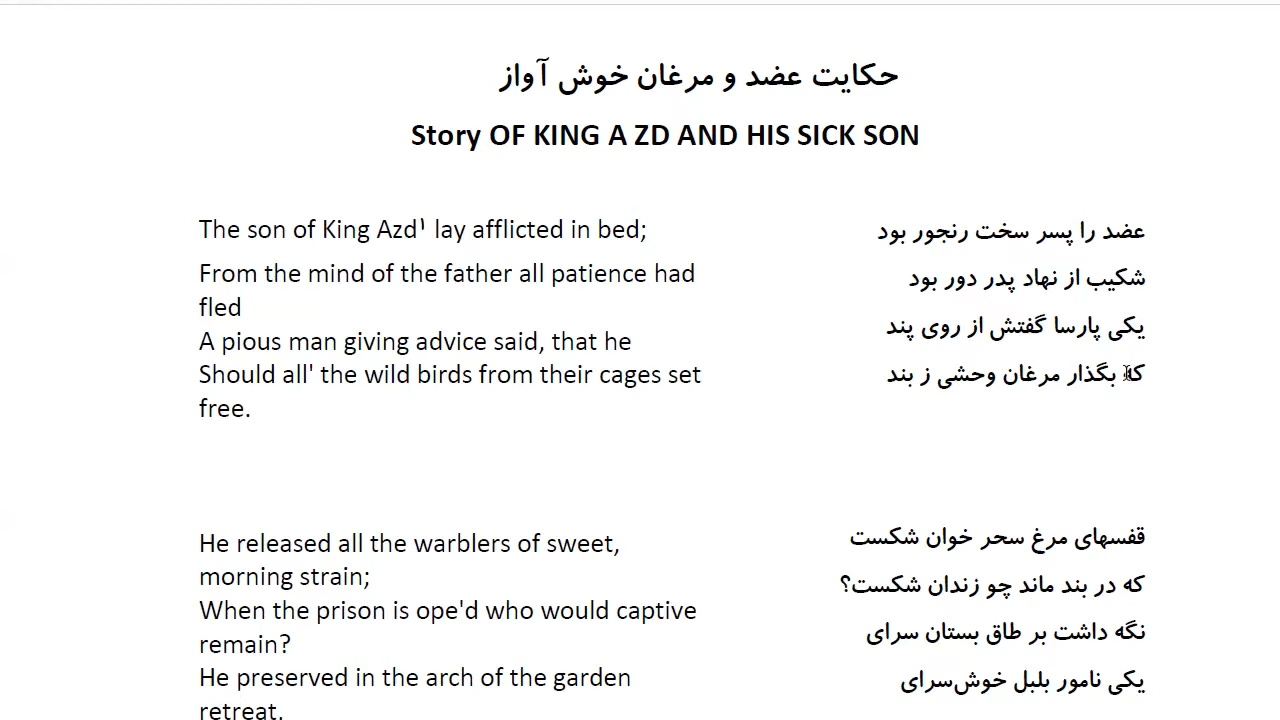 حکایت عضد و مرغان خوش آواز
Story OF KING A ZD AND HIS SICK SON
The son of King Azd۱ lay afflicted in bed;
From the mind of the father all patience had
fled
A pious man giving advice said, that he
Should all' the wild birds from their cages set
free.
عضد را پسر سخت رنجور بود
شکیب از نهاد پدر دور بود
یکی پارسا گفتش از روی پند
که بگذار مرغان وحشی ز بند
He released all the warblers of sweet,
morning strain;
When the prison is ope'd who would captive
remain?
He preserved in the arch of the garden
retreat.
قفسهای مرغ سحر خوان شکست
که در بند ماند چو زندان شکست؟
نگه داشت بر طاق بستان سرای
یکی نامور بلبل خوش‌سرای